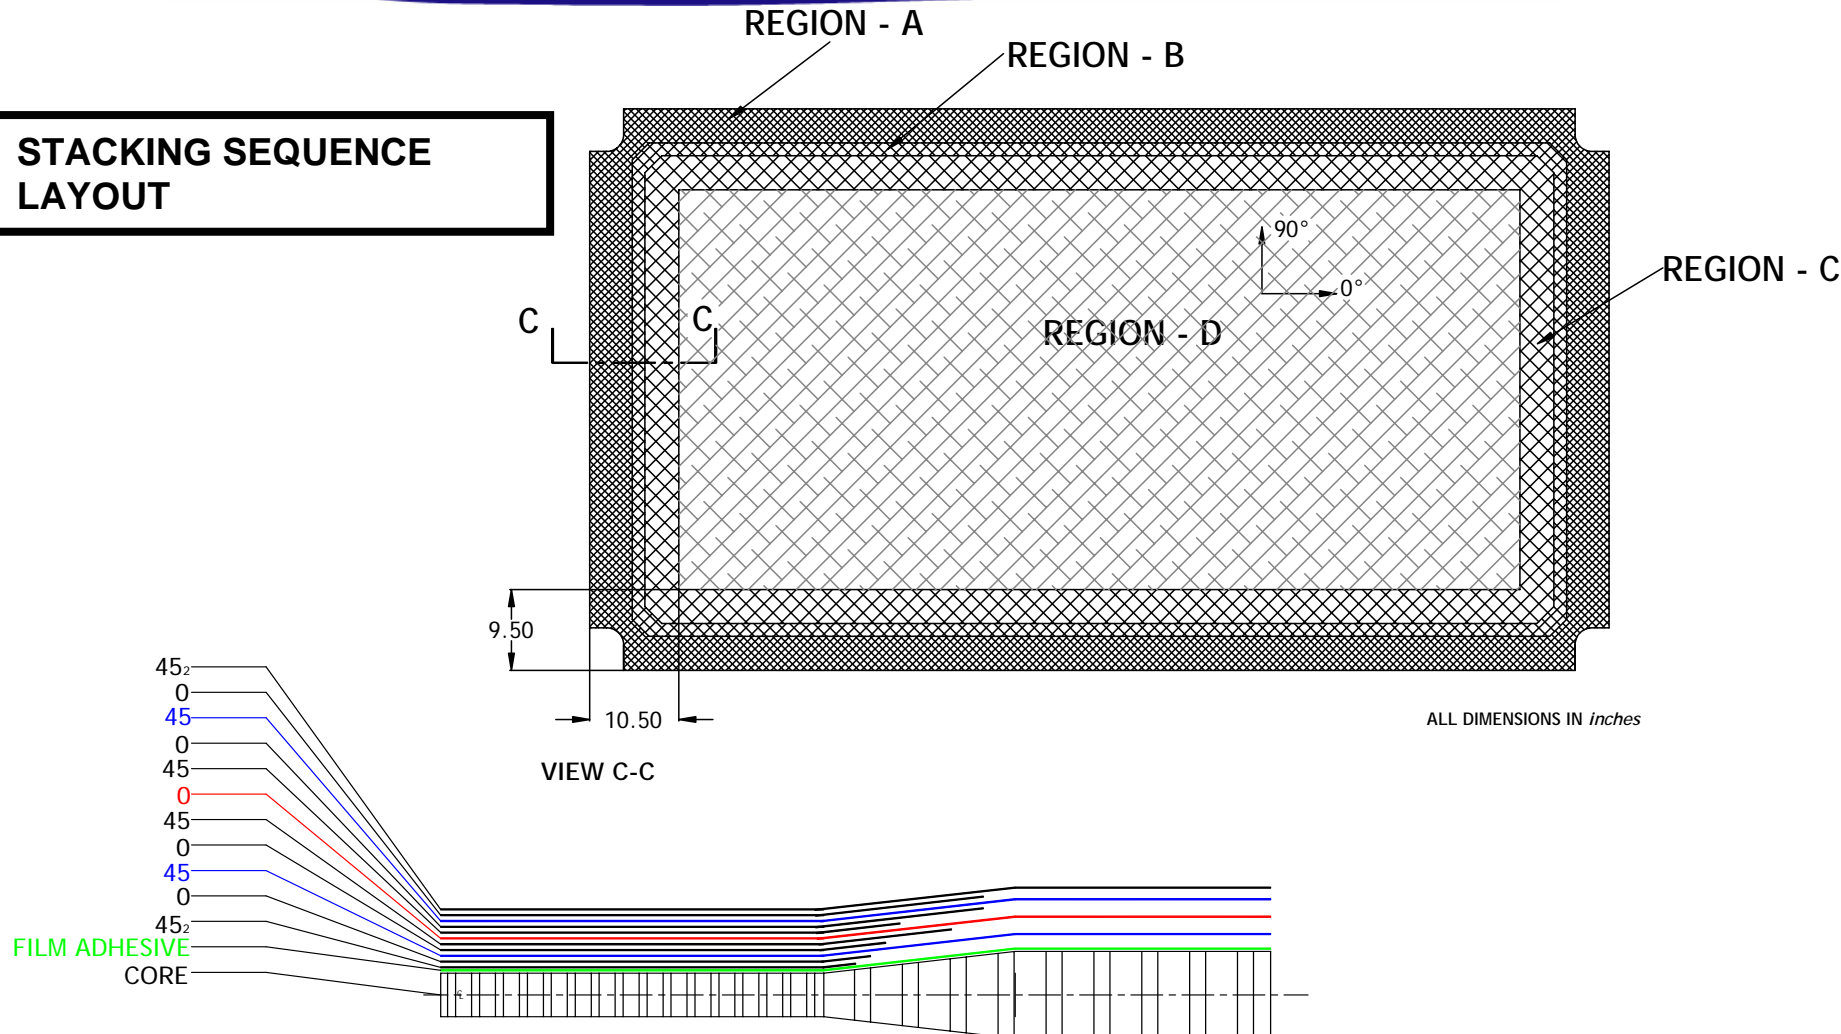 REGION - A
REGION - B
STACKING SEQUENCE
LAYOUT
90°
0°
REGION - C
C
C
REGION - D
9.50
10.50
ALL DIMENSIONS IN inches
VIEW C-C
45₂
0
45
0
45
0
45
0
45
0
45₂
FILM ADHESIVE
CORE
℄